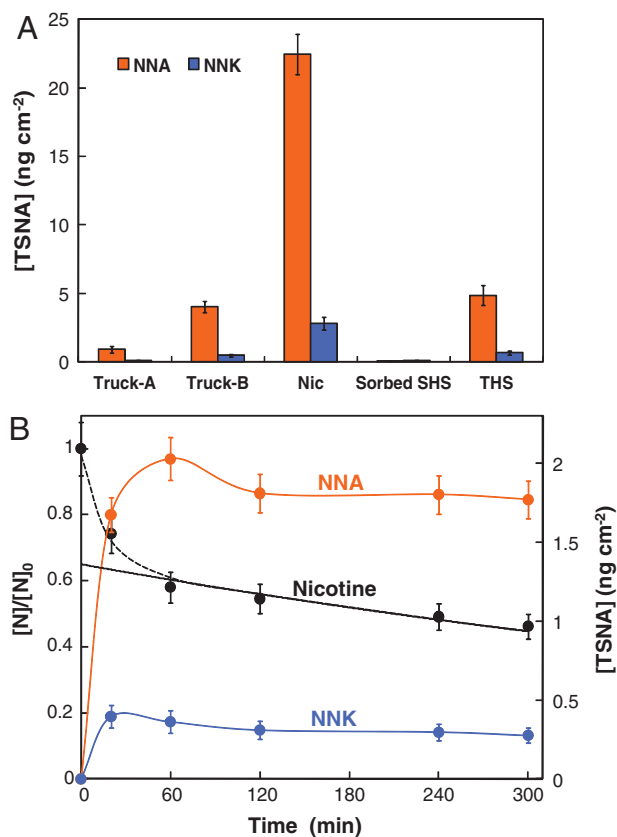 A
25
20
15
10
5
0
[TSNA] (ng cm-2)
NNA NNK
Truck-A Truck-B Nic Sorbed SHS THS
B
1
0.8
0.6
0.4
0.2
0
[N]/[N]0
NNA
Nicotine
NNK
2
1.5
1
0.5
0
[TSNA] (ng cm-2)
0 60 120 180 240 300
Time (min)